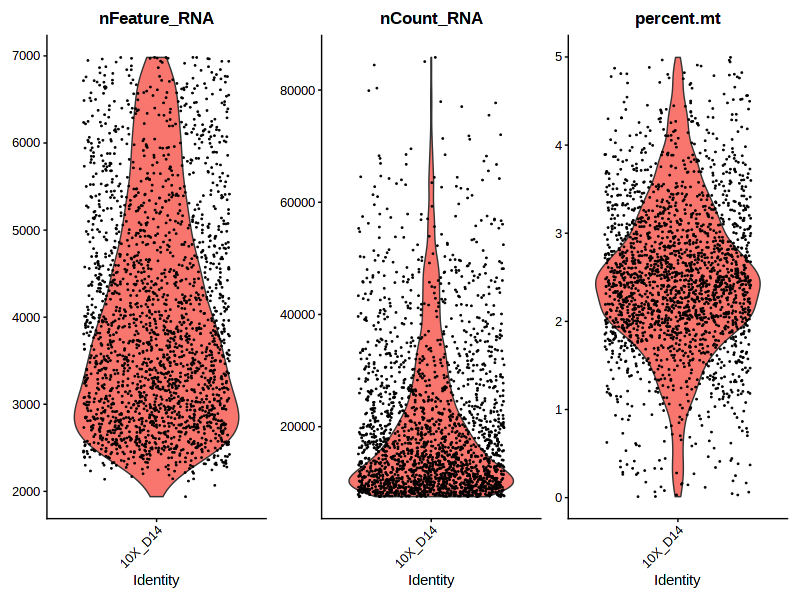 nFeature_RNA
7000
6000
5000
4000
3000
2000
10X_D14
Identity
nCount_RNA
80000
60000
40000
20000
10X_D14
Identity
percent.mt
5
4
3
2
1
0
10X_D14
Identity